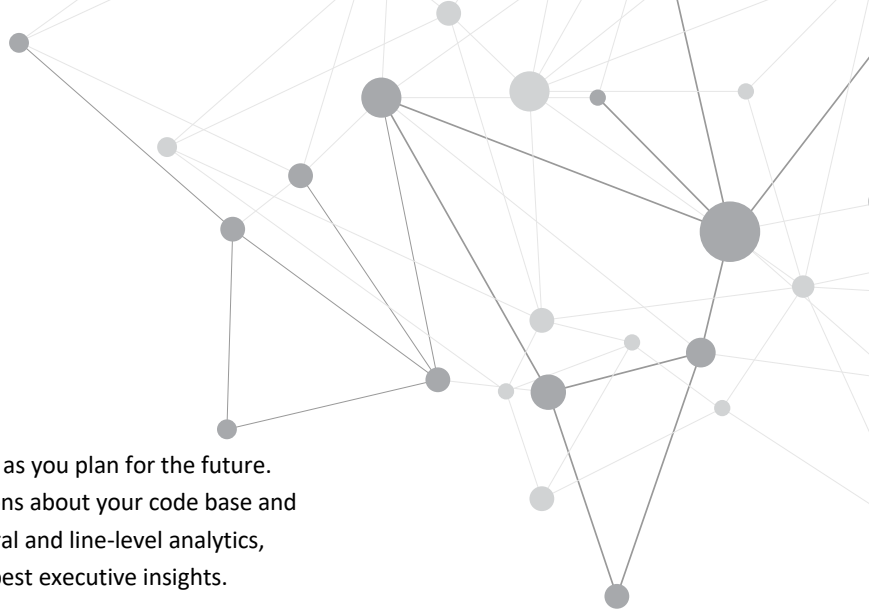 as you plan for the future.
ns about your code base and
al and line-level analytics,
best executive insights.